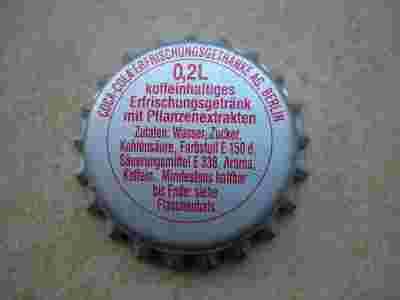 COCA-COLA ERFRISCHUNGSGETRÄNKE AG, BERLIN
0,2L
koffeinhaltiges
Erfrischungsgetränk
mit Pflanzenextrakten
Zutaten: Wasser, Zucker,
Kohlensäure, Farbstoff E 150 d,
Säuerungsmittel E 338, Aroma,
Koffein. Mindestens haltbar
bis Ende: siehe
Flaschenhals.